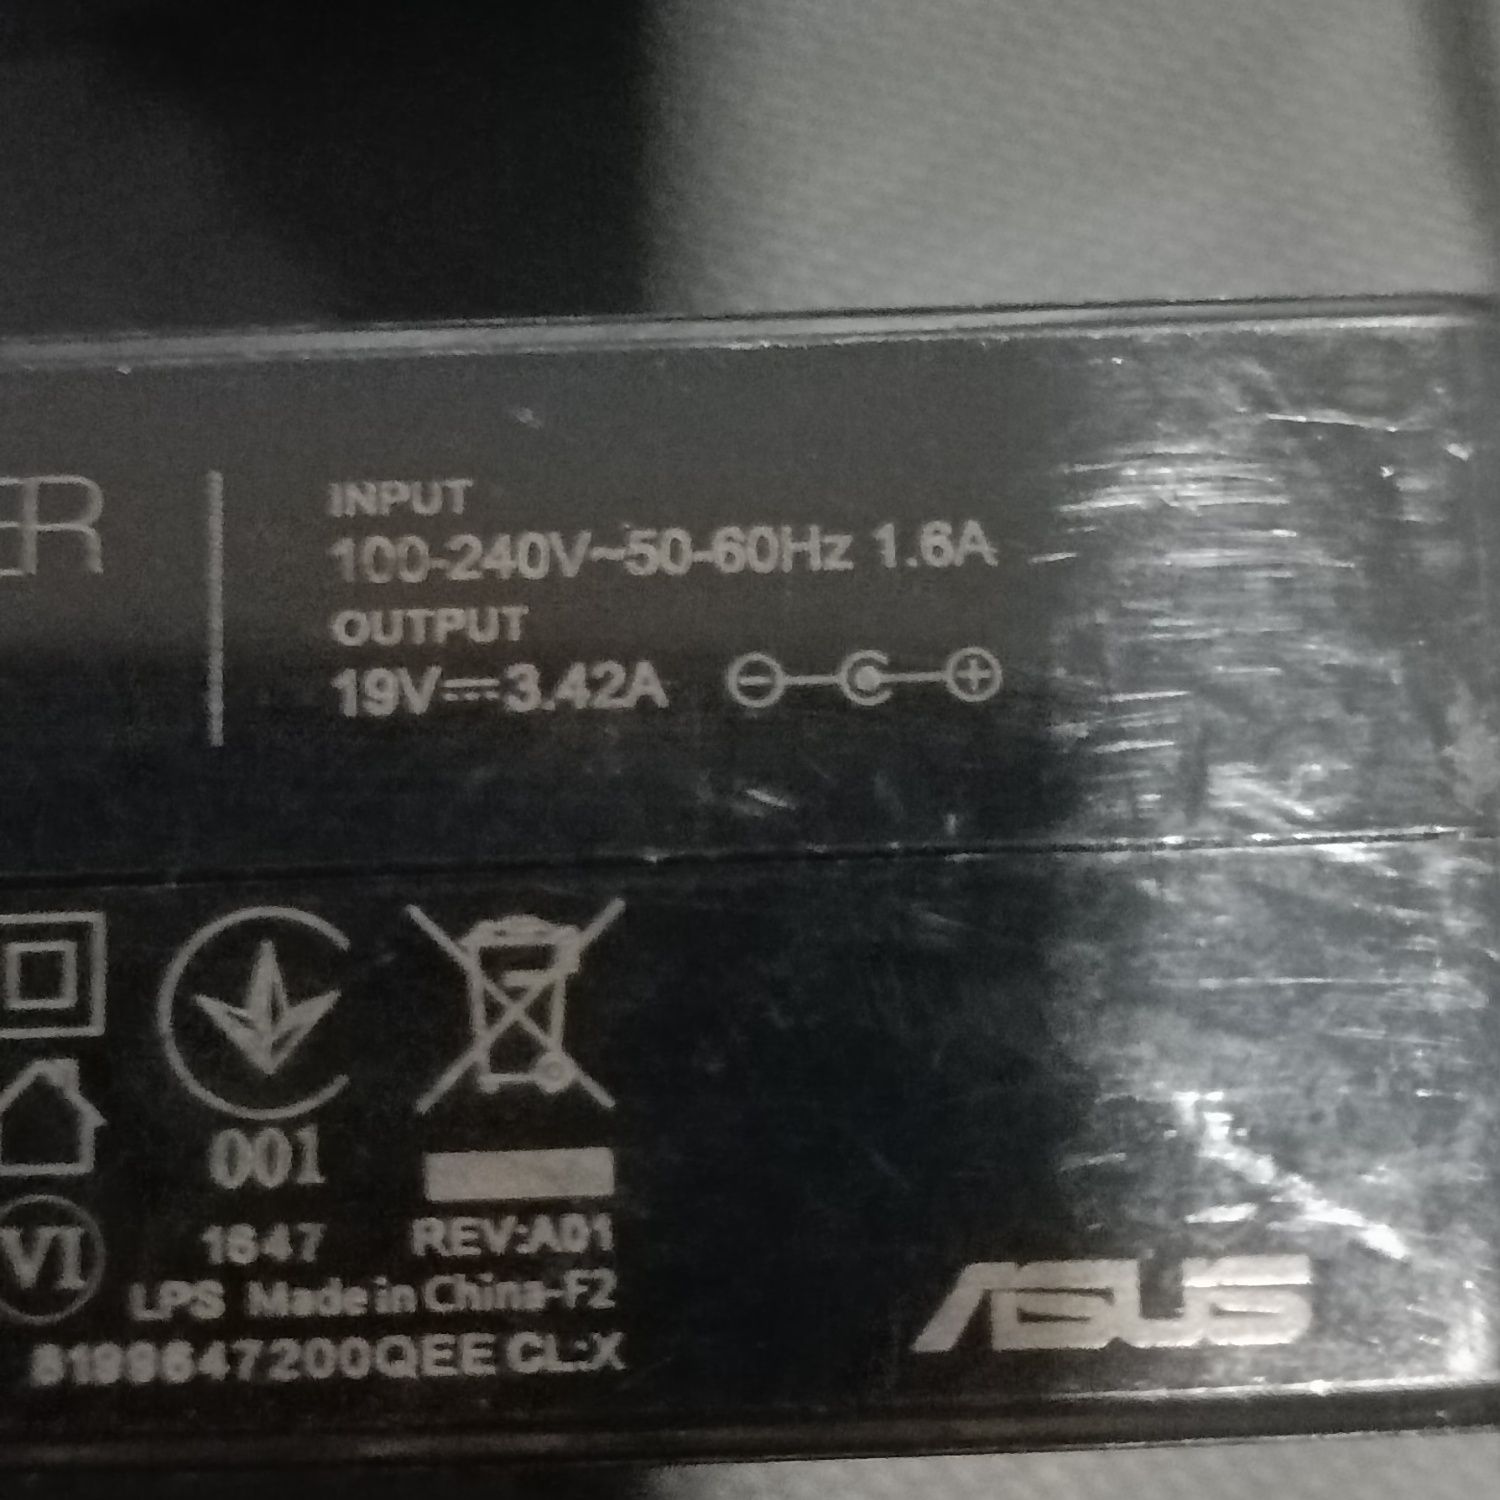 INPUT
100-240V~50-60Hz 1.6A
OUTPUT
19V⎓3.42A
001
VI
1647
REV:A01
LPS Made in China-F2
8199647200QEE CL:X
ASUS